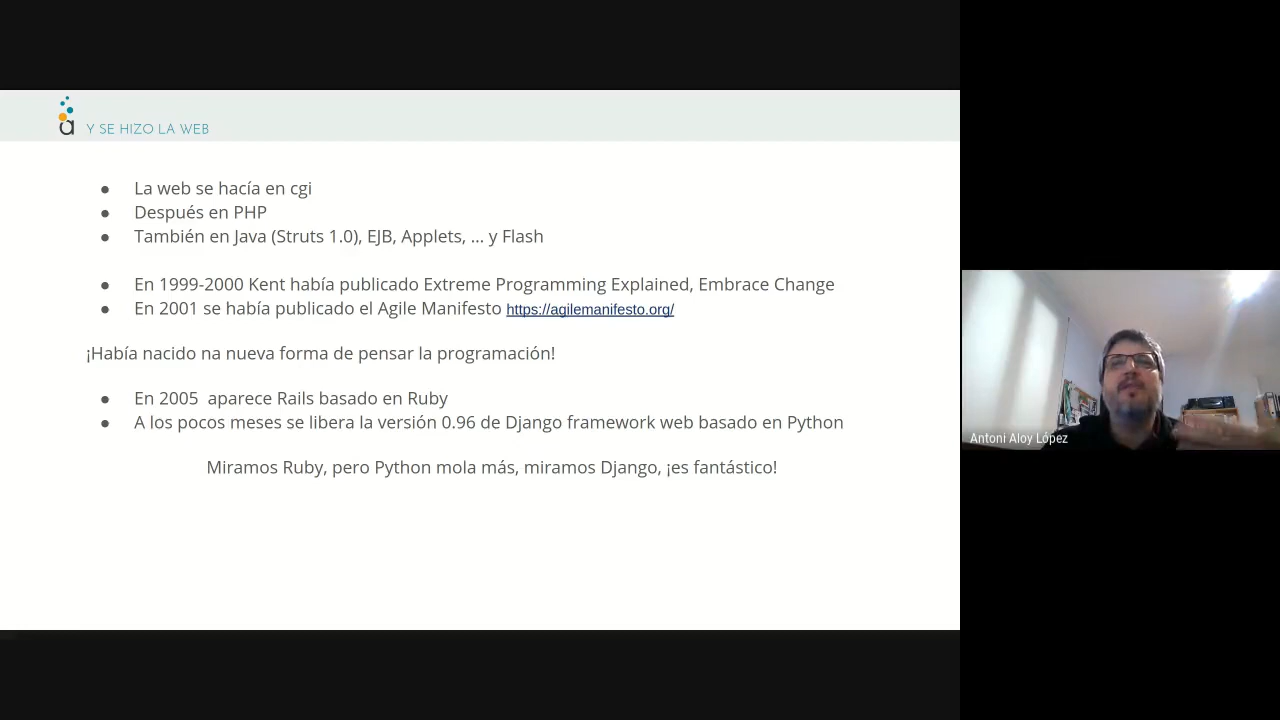 a Y SE HIZO LA WEB
● La web se hacía en cgi
● Después en PHP
● También en Java (Struts 1.0), EJB, Applets, ... y Flash
● En 1999-2000 Kent había publicado Extreme Programming Explained, Embrace Change
● En 2001 se había publicado el Agile Manifesto https://agilemanifesto.org/
¡Había nacido na nueva forma de pensar la programación!
● En 2005 aparece Rails basado en Ruby
● A los pocos meses se libera la versión 0.96 de Django framework web basado en Python
Miramos Ruby, pero Python mola más, miramos Django, ¡es fantástico!
Antoni Aloy López